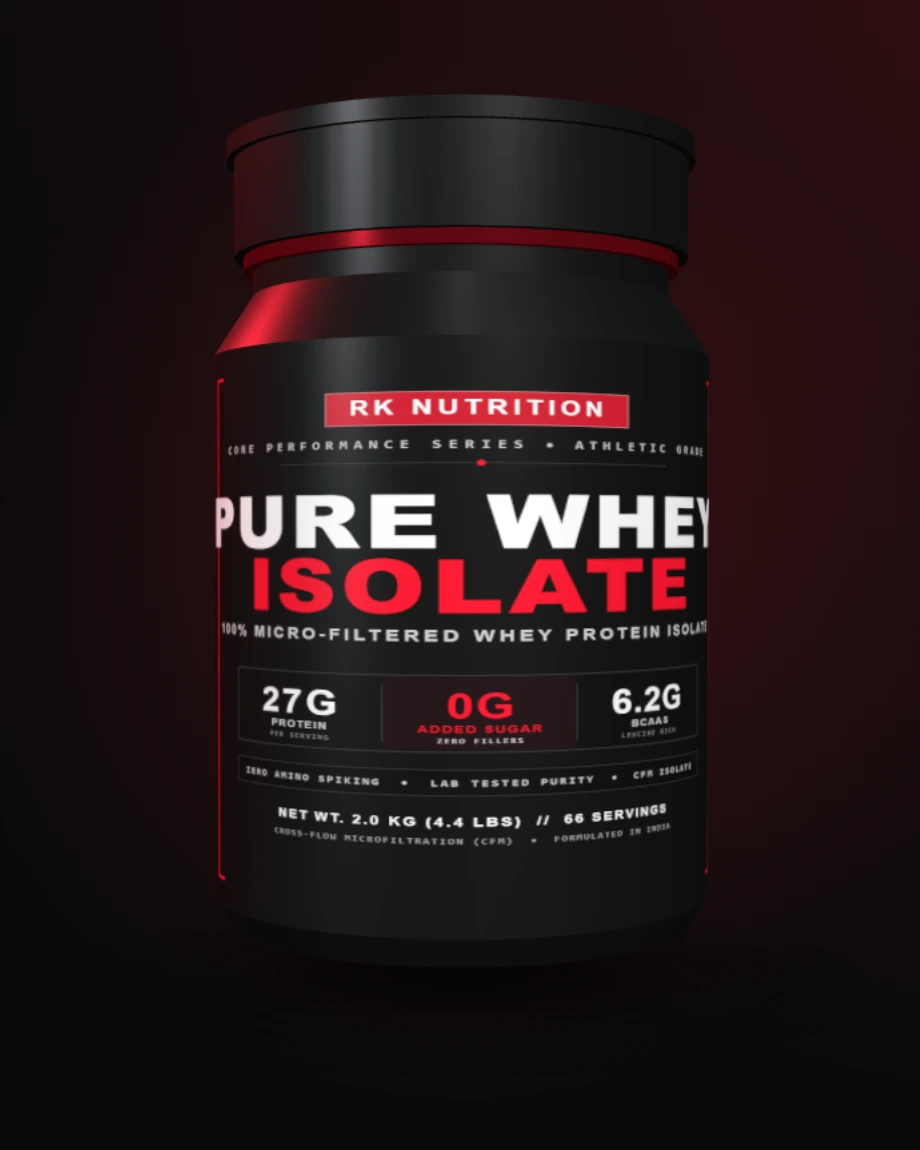 RK NUTRITION
CORE PERFORMANCE SERIES • ATHLETIC GRADE
PURE WHEY
ISOLATE
100% MICRO-FILTERED WHEY PROTEIN ISOLATE
27G
PROTEIN
PER SERVING
0G
ADDED SUGAR
ZERO FILLERS
6.2G
BCAAS
LEUCINE RICH
ZERO AMINO SPIKING • LAB TESTED PURITY • CFM ISOLATE
NET WT. 2.0 KG (4.4 LBS) // 66 SERVINGS
CROSS-FLOW MICROFILTRATION (CFM) • FORMULATED IN INDIA